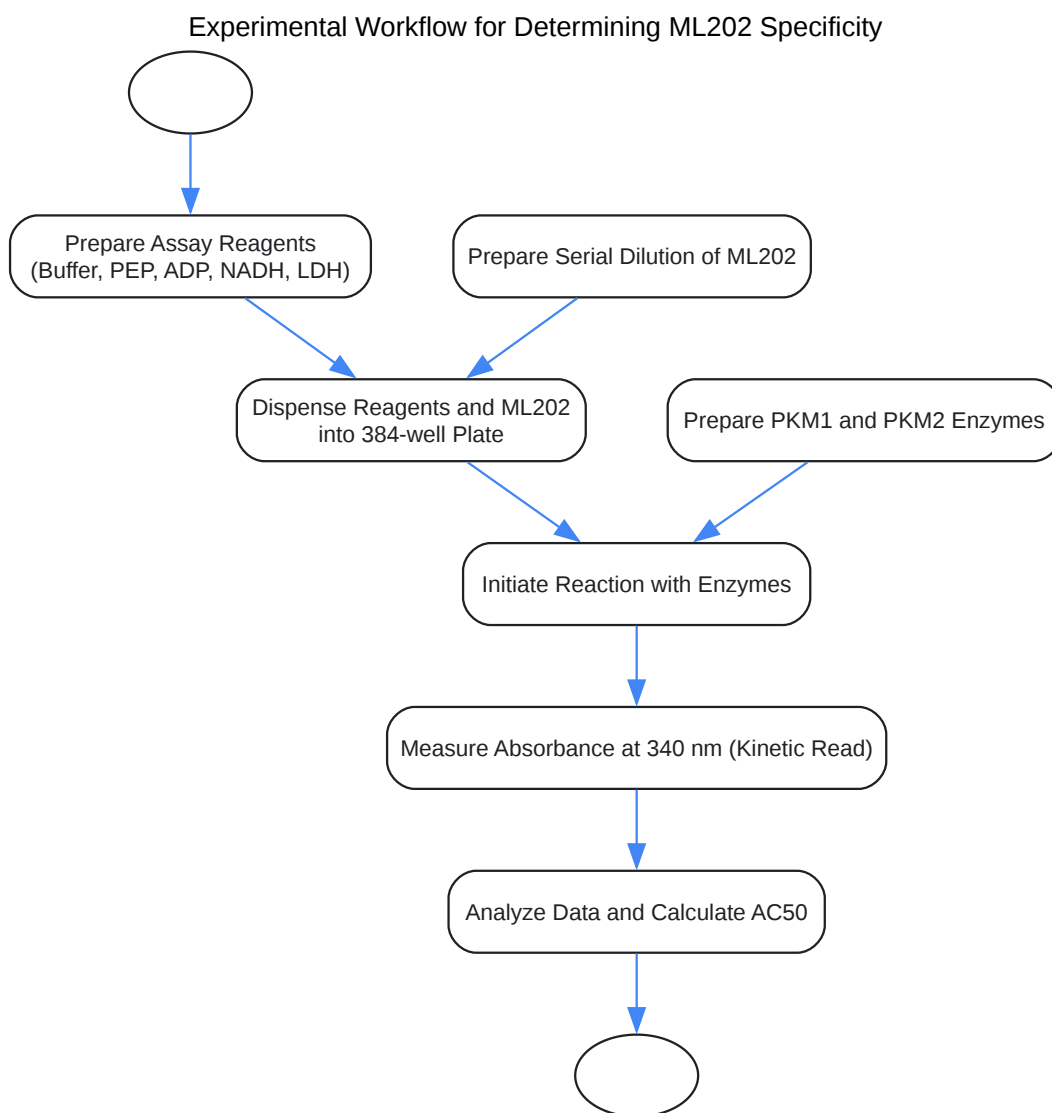 Experimental Workflow for Determining ML202 Specificity
Prepare Assay Reagents
(Buffer, PEP, ADP, NADH, LDH)
Prepare Serial Dilution of ML202
Dispense Reagents and ML202
into 384-well Plate
Prepare PKM1 and PKM2 Enzymes
Initiate Reaction with Enzymes
Measure Absorbance at 340 nm (Kinetic Read)
Analyze Data and Calculate AC50